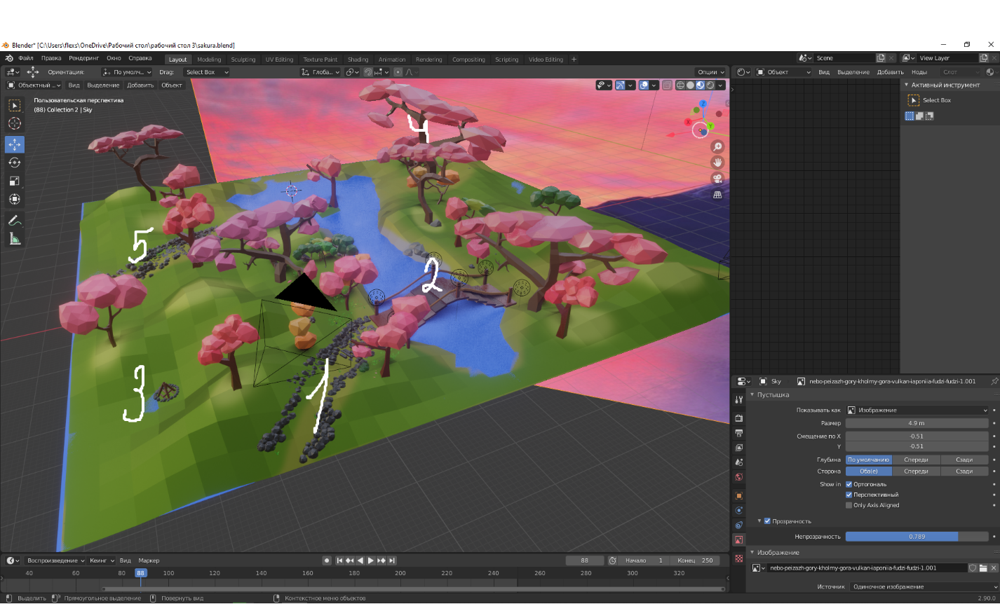 Blender* [C:\Users\flexs\OneDrive\Рабочий стол\рабочий стол 3\sakura.blend]
Файл Правка Рендеринг Окно Справка Layout Modeling Sculpting UV Editing Texture Paint Shading Animation Rendering Compositing Scripting Video Editing + Scene View Layer
Ориентация: По умолч... Drag: Select Box Глоба... Опции Объект Вид Выделение Добавить Ноды Слот
Объектный ... Вид Выделение Добавить Объект Активный инструмент
Пользовательская перспектива
(88) Collection 2 | Sky
Select Box
Z
X
Y
4
5
2
3
1
Sky nebo-peizazh-gory-kholmy-gora-vulkan-iaponiia-fudzi-fudzi-1.001
Пустышка
Показывать как Изображение
Размер 4.9 m
Смещение по X -0.51
Y -0.51
Глубина По умолчанию Спереди Сзади
Сторона Оба(е) Спереди Сзади
Show in Ортогональ
Перспективный
Only Axis Aligned
Прозрачность
Непрозрачность 0.789
Изображение
Воспроизведение Кеинг Вид Маркер 88 Начало 1 Конец 250
nebo-peizazh-gory-kholmy-gora-vulkan-iaponiia-fudzi-fudzi-1.001
40 60 88 100 120 140 160 180 200 220 240 260 280 300 320
Источник Одиночное изображение
Выделить Прямоугольное выделение Повернуть вид Контекстное меню объектов 2.90.0